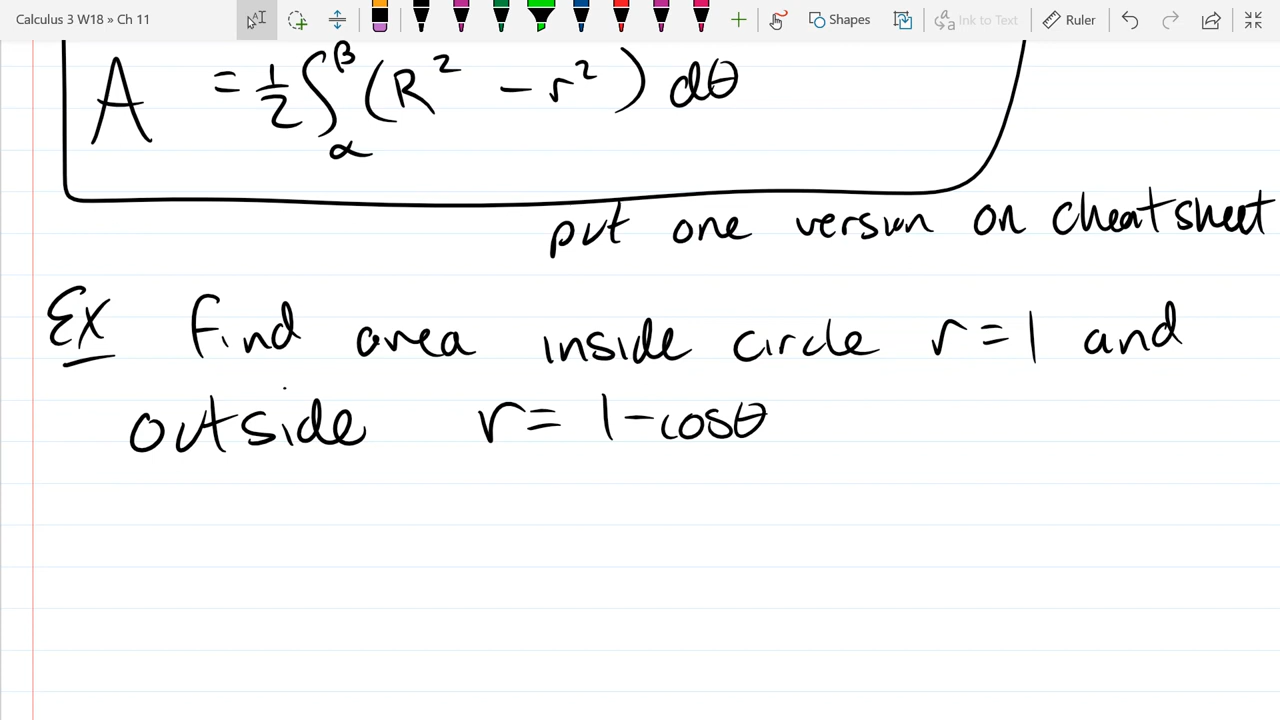 Calculus 3 W18 » Ch 11
Shapes
Ink to Text
Ruler
A = 1/2 ∫_α^β (R² - r²) dθ
put one version on cheatsheet
Ex Find area inside circle r = 1 and
outside r = 1-cosθ